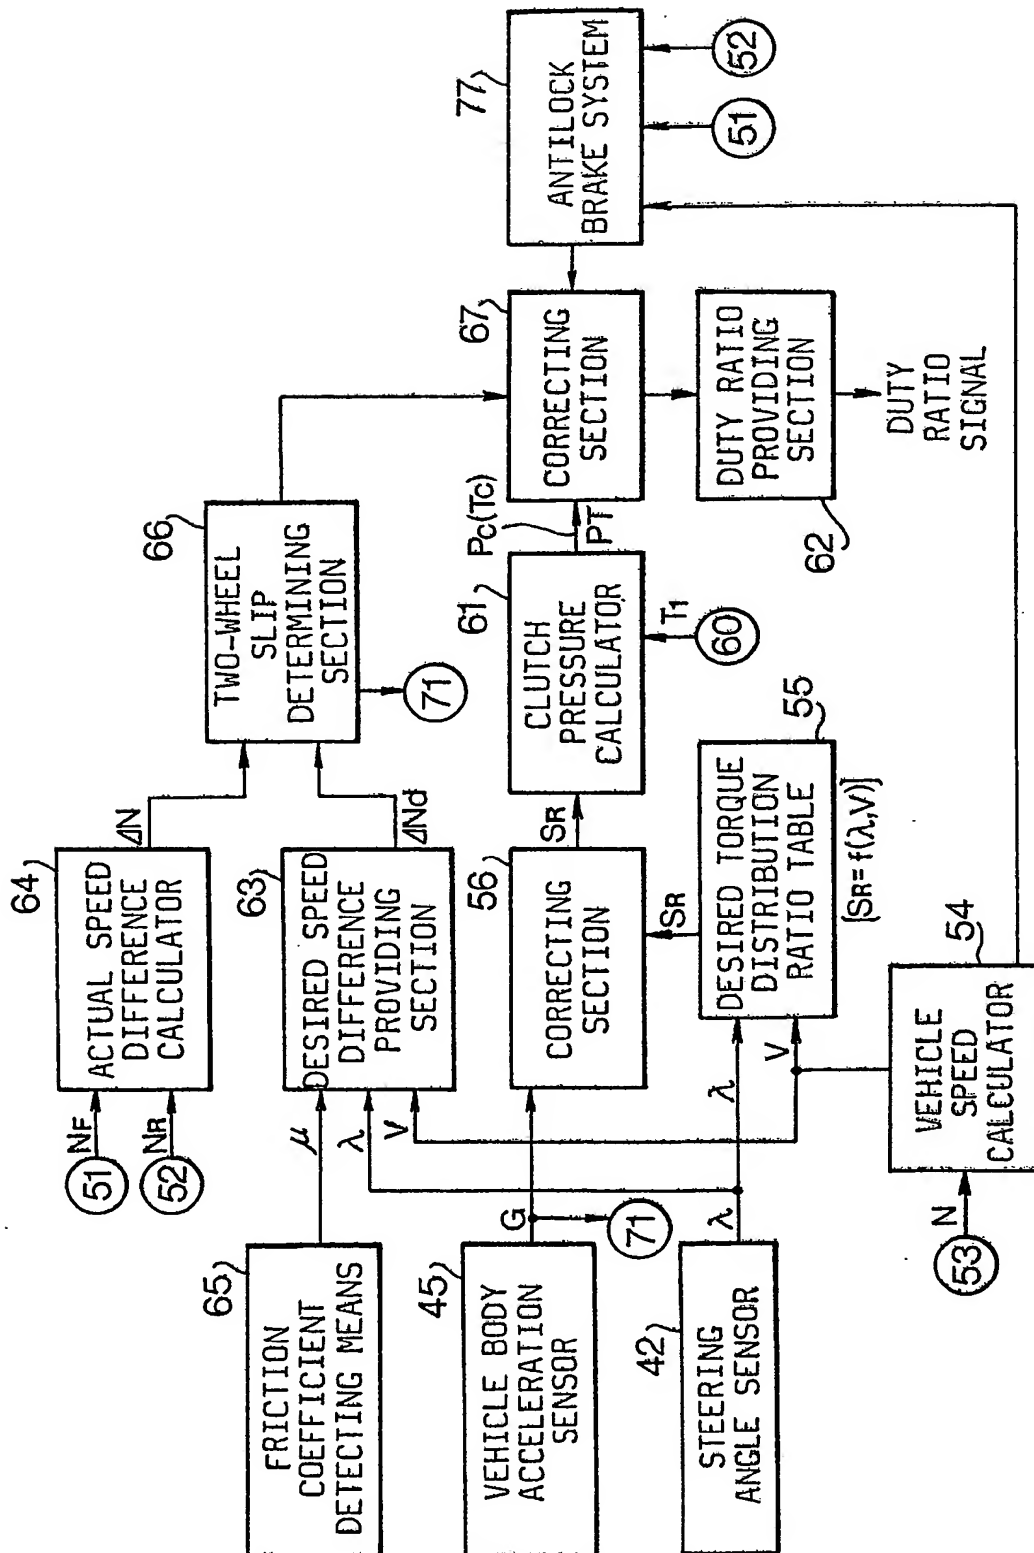 65
FRICTION
COEFFICIENT
DETECTING MEANS
μ
45
VEHICLE BODY
ACCELERATION
SENSOR
G
71
42
STEERING
ANGLE SENSOR
λ
λ
51
NF
52
NR
64
ACTUAL SPEED
DIFFERENCE
CALCULATOR
ΔN
63
DESIRED SPEED
DIFFERENCE
PROVIDING
SECTION
λ
V
ΔNd
56
CORRECTING
SECTION
SR
SR
55
DESIRED TORQUE
DISTRIBUTION
RATIO TABLE
λ
V
[SR=f(λ,V)]
53
N
54
VEHICLE
SPEED
CALCULATOR
66
TWO-WHEEL
SLIP
DETERMINING
SECTION
71
61
CLUTCH
PRESSURE
CALCULATOR
T1
60
Pc(Tc)
PT
67
CORRECTING
SECTION
62
DUTY RATIO
PROVIDING
SECTION
DUTY
RATIO
SIGNAL
77
ANTILOCK
BRAKE SYSTEM
51
52